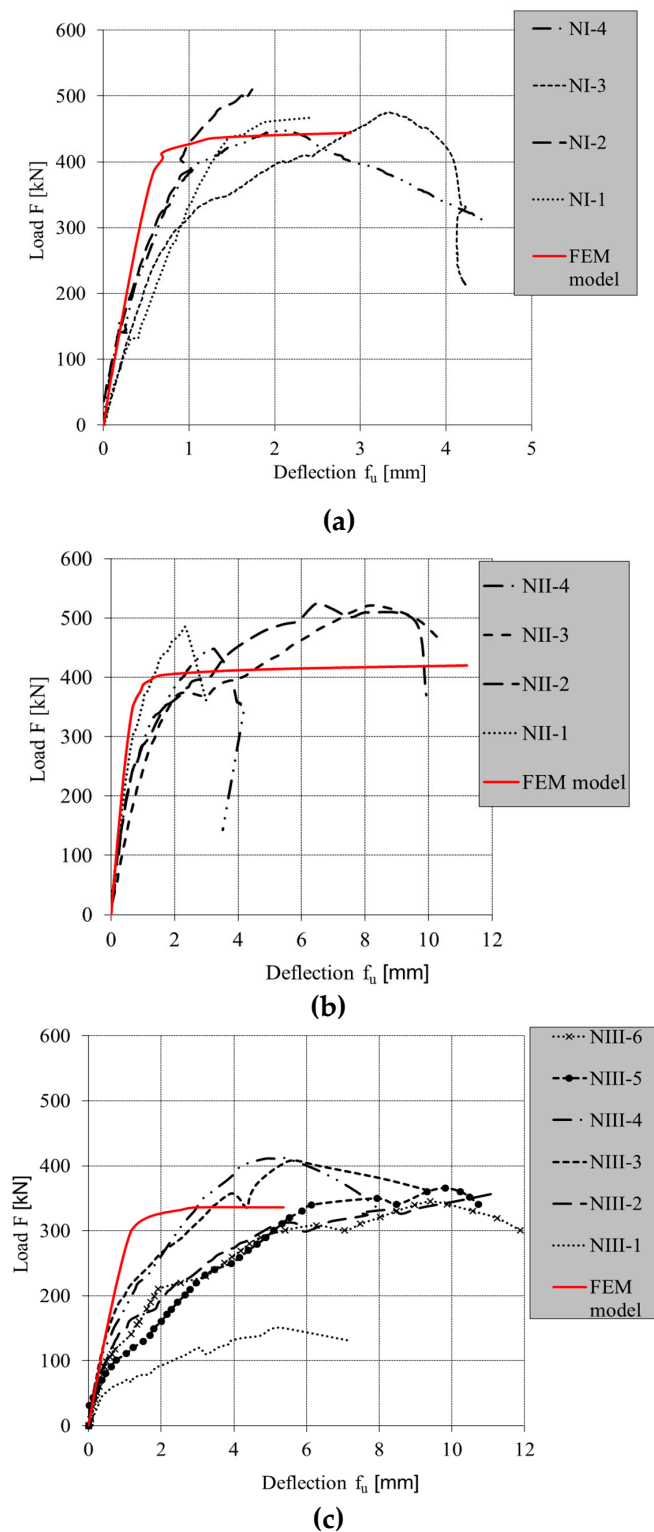 600
500
400
300
200
100
0
Load F [kN]
0 1 2 3 4 5
Deflection fu [mm]
NI-4
NI-3
NI-2
NI-1
FEM
model
(a)
600
500
400
300
200
100
0
Load F [kN]
0 2 4 6 8 10 12
Deflection fu [mm]
NII-4
NII-3
NII-2
NII-1
FEM model
(b)
600
500
400
300
200
100
0
Load F [kN]
0 2 4 6 8 10 12
Deflection fu [mm]
NIII-6
NIII-5
NIII-4
NIII-3
NIII-2
NIII-1
FEM
model
(c)